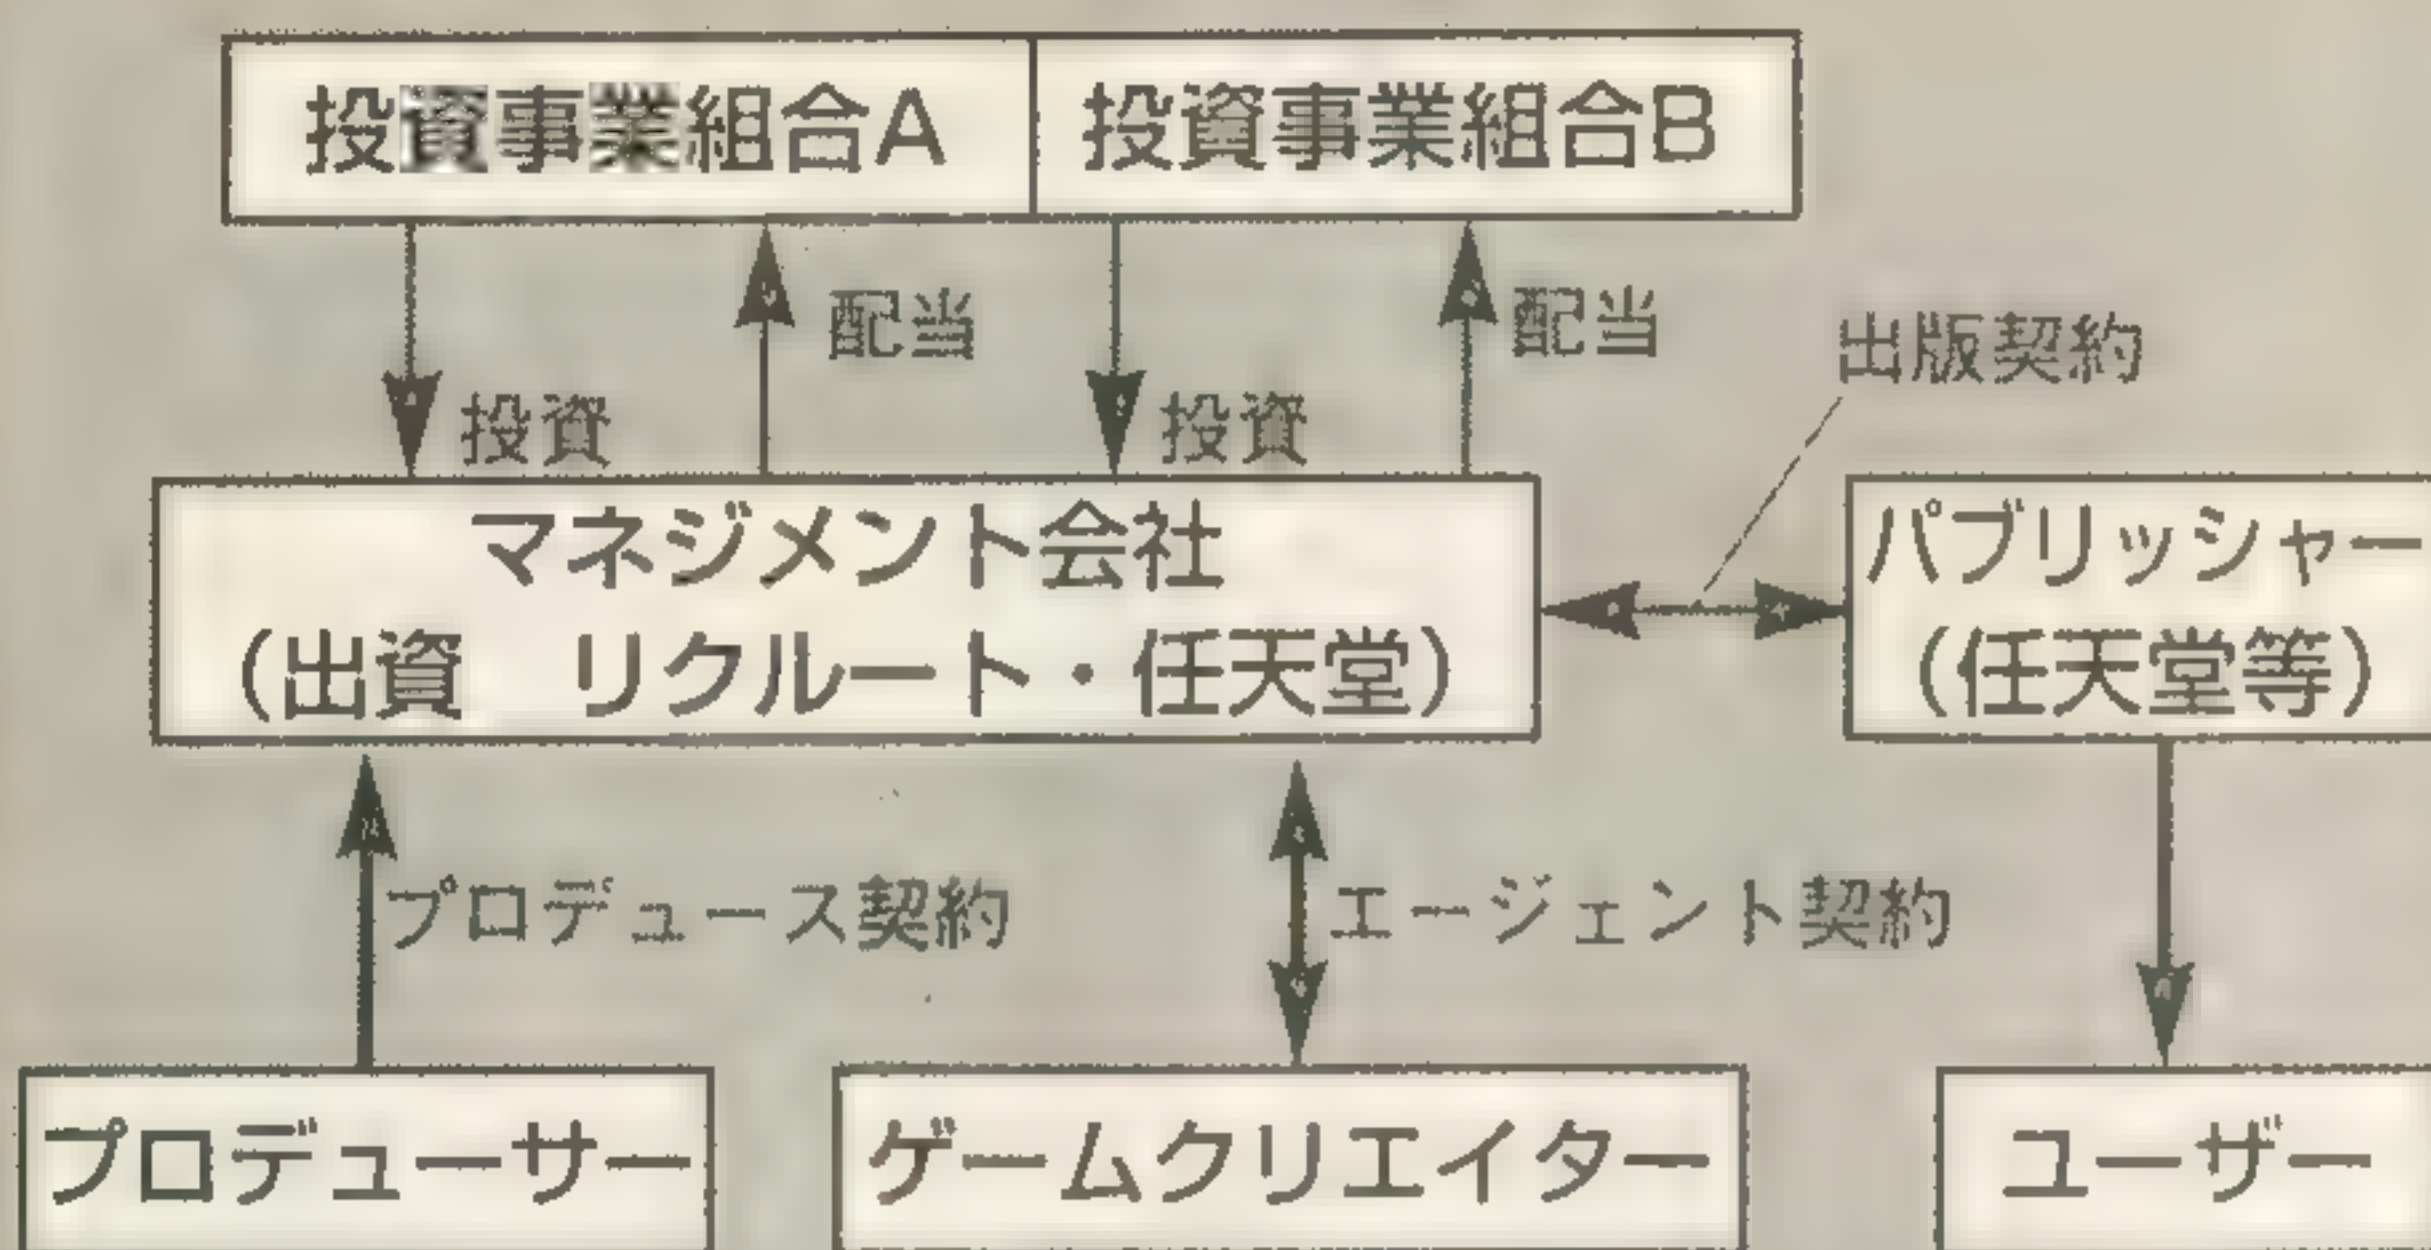 投資事業組合A
投資事業組合B
配当
配当
出版契約
投資
投資
マネジメント会社
(出資　リクルート・任天堂)
パブリッシャー
(任天堂等)
プロデュース契約
エージェント契約
プロデューサー
ゲームクリエイター
ユーザー